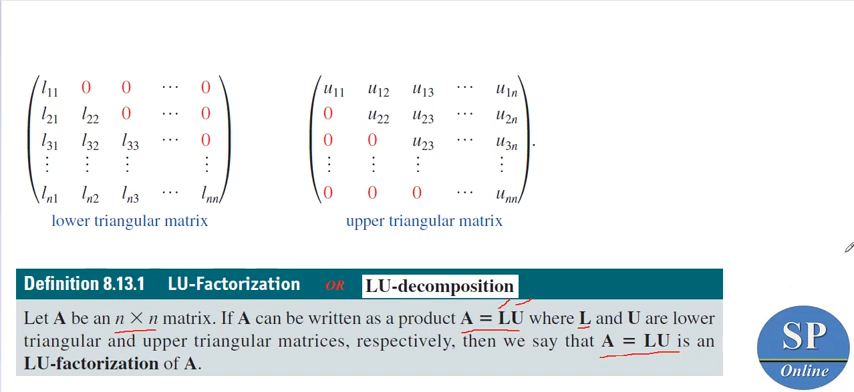 l11 0 0 ⋯ 0
l21 l22 0 ⋯ 0
l31 l32 l33 ⋯ 0
⋮ ⋮ ⋮ ⋮
ln1 ln2 ln3 ⋯ lnn
lower triangular matrix
u11 u12 u13 ⋯ u1n
0 u22 u23 ⋯ u2n
0 0 u23 ⋯ u3n
⋮ ⋮ ⋮ ⋮
0 0 0 ⋯ unn .
upper triangular matrix
Definition 8.13.1 LU-Factorization OR LU-decomposition
Let A be an n × n matrix. If A can be written as a product A = LU where L and U are lower
triangular and upper triangular matrices, respectively, then we say that A = LU is an
LU-factorization of A.
SP
Online